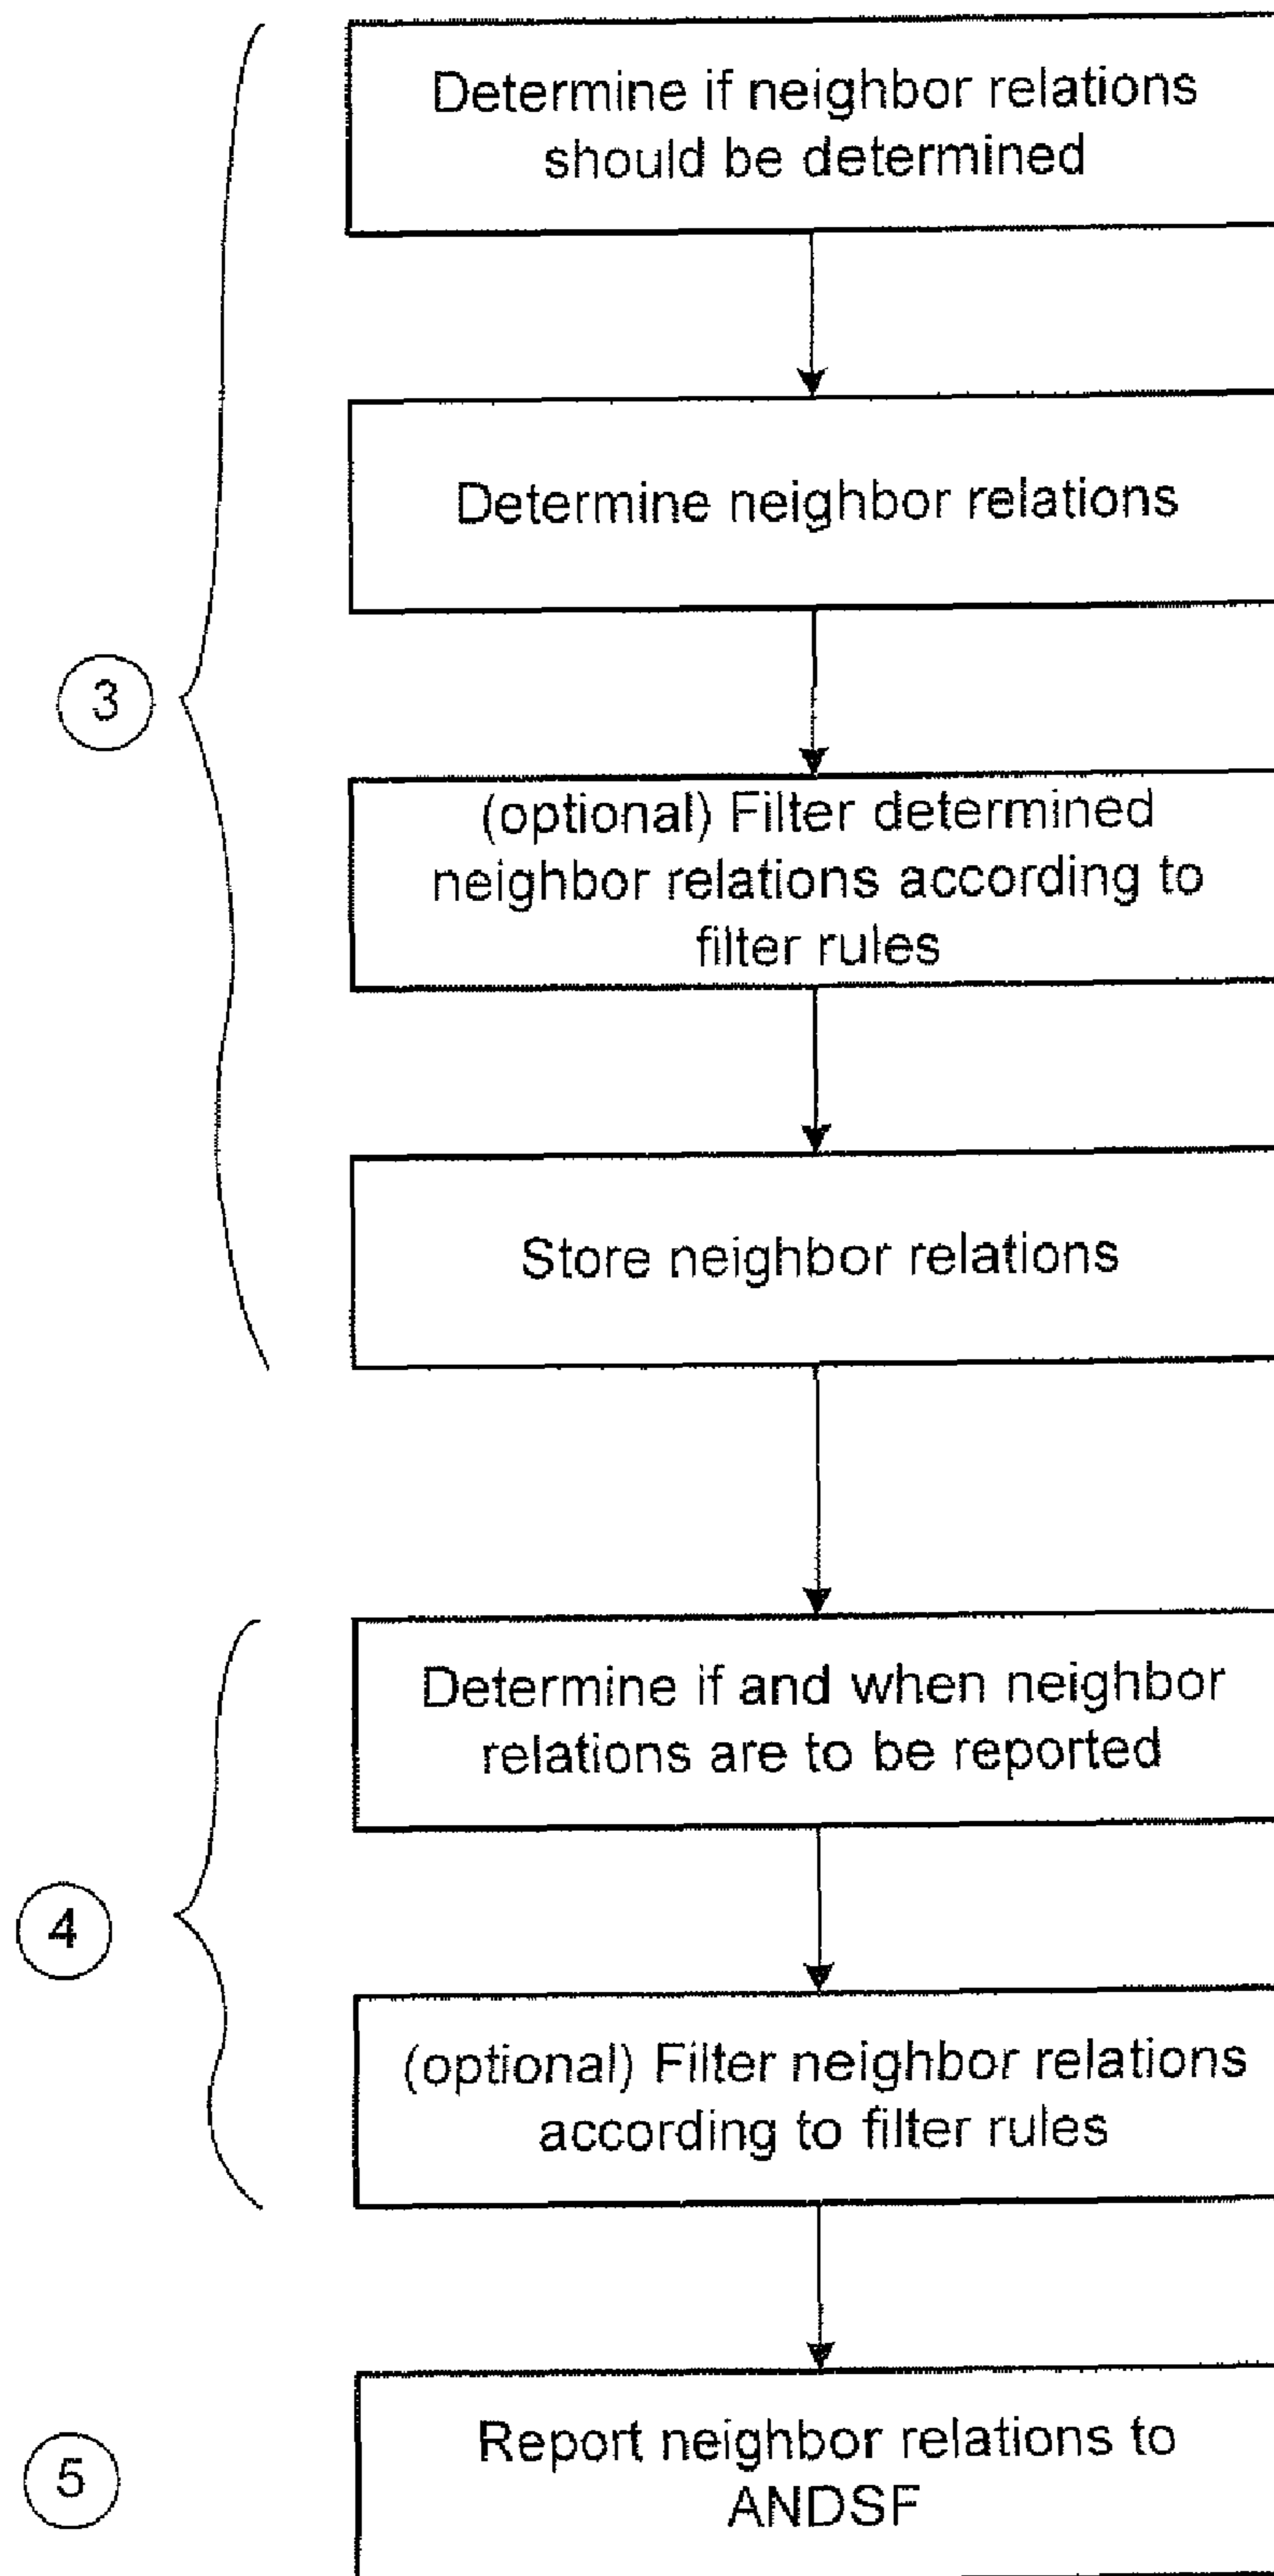 Determine if neighbor relations
should be determined
Determine neighbor relations
3
(optional) Filter determined
neighbor relations according to
filter rules
Store neighbor relations
Determine if and when neighbor
relations are to be reported
4
(optional) Filter neighbor relations
according to filter rules
Report neighbor relations to
ANDSF
5